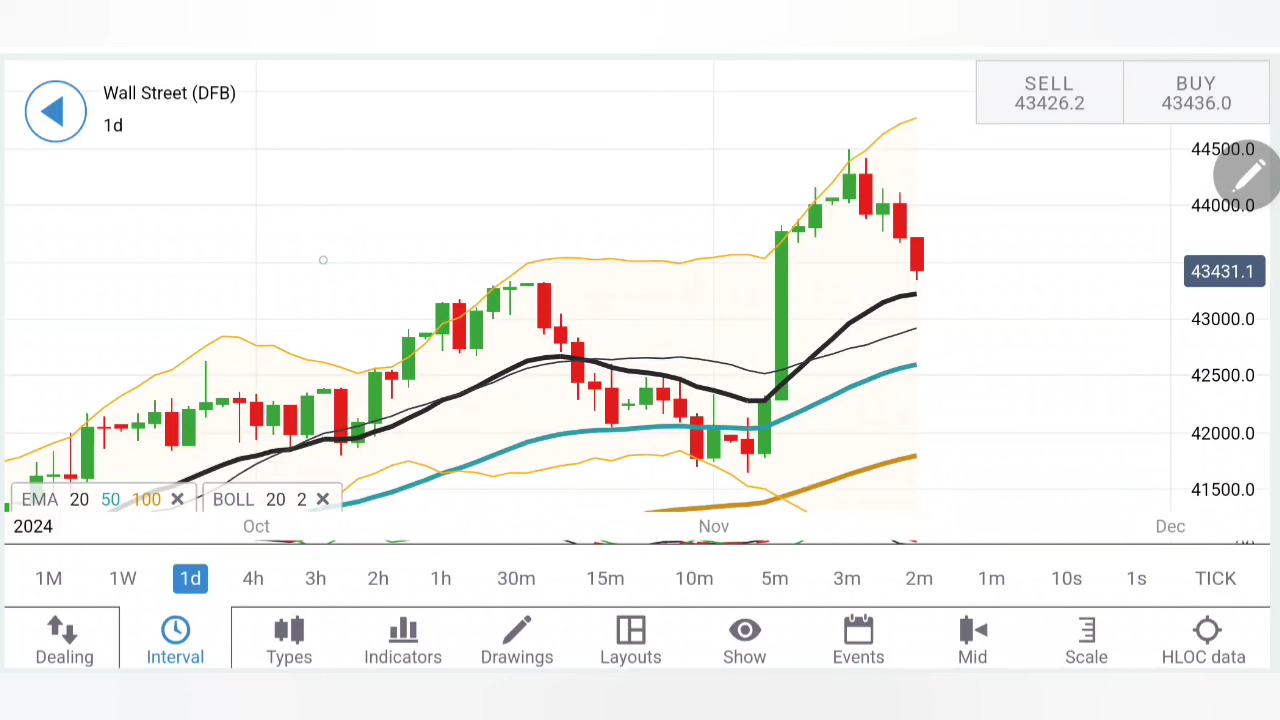 Wall Street (DFB)
1d
SELL
43426.2
BUY
43436.0
44500.0
44000.0
43431.1
43000.0
42500.0
42000.0
41500.0
EMA 20 50 100
BOLL 20 2
2024 Oct Nov Dec
1M 1W 1d 4h 3h 2h 1h 30m 15m 10m 5m 3m 2m 1m 10s 1s TICK
Dealing Interval Types Indicators Drawings Layouts Show Events Mid Scale HLOC data